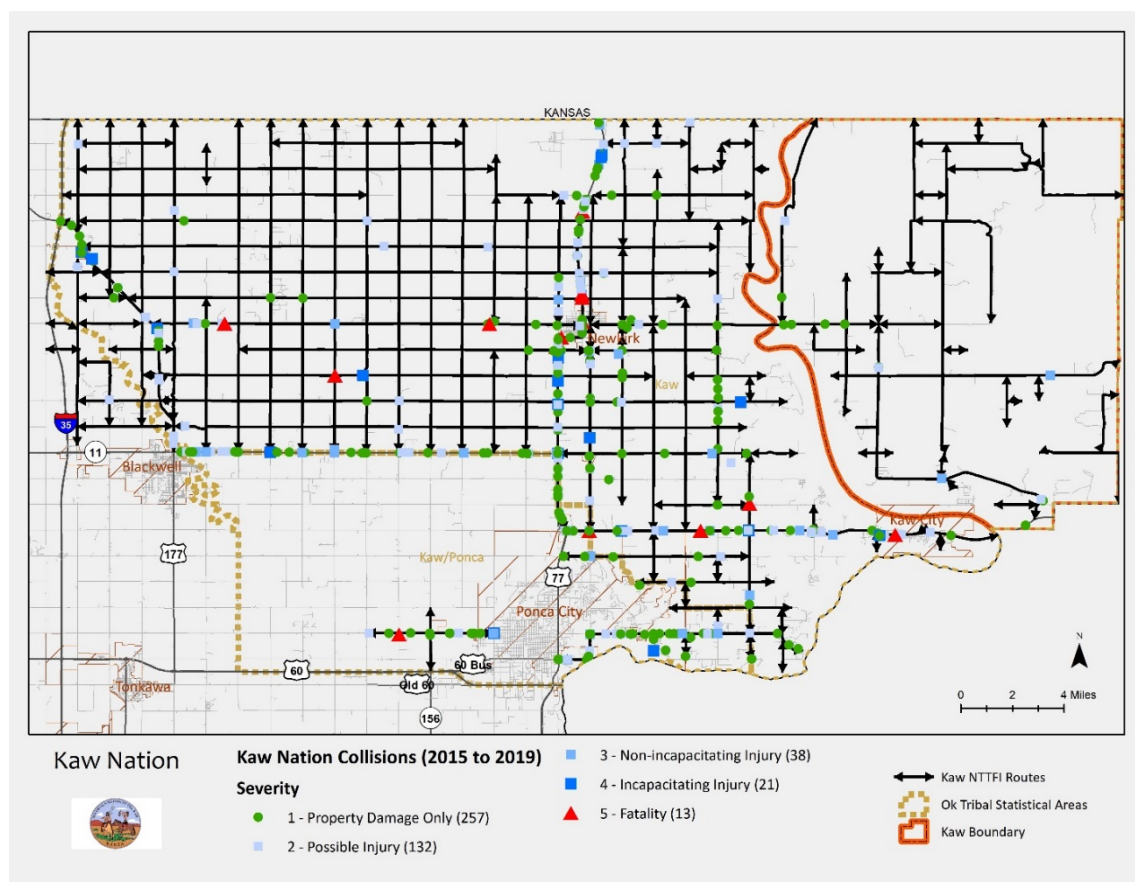 KANSAS
Newkirk
Kaw
35
11
Blackwell
Kaw City
177
Kaw/Ponca
77
Ponca City
60 Bus
60
Old 60
Tonkawa
156
N
0 2 4 Miles
Kaw Nation
Kaw Nation Collisions (2015 to 2019)
Severity
1 - Property Damage Only (257)
2 - Possible Injury (132)
3 - Non-incapacitating Injury (38)
4 - Incapacitating Injury (21)
5 - Fatality (13)
Kaw NTTFI Routes
Ok Tribal Statistical Areas
Kaw Boundary